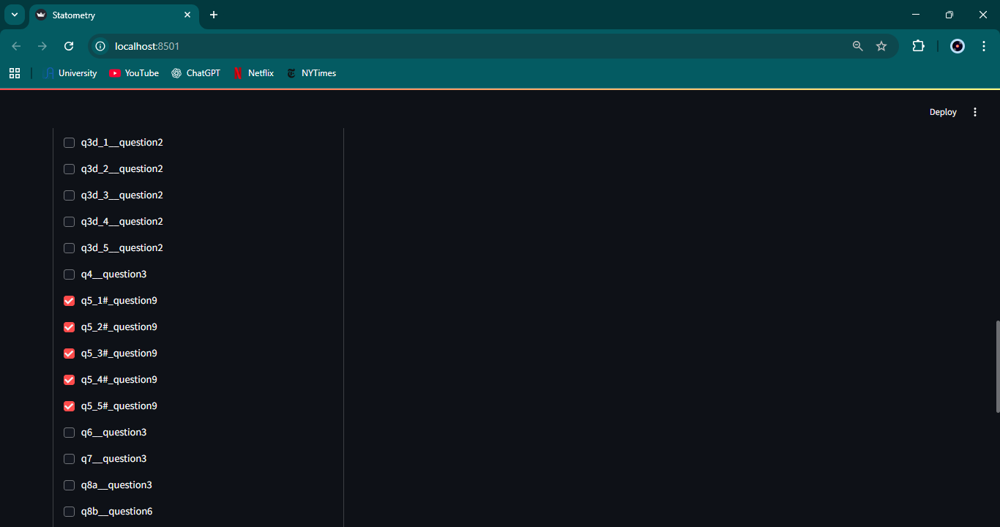 Statometry
localhost:8501
University YouTube ChatGPT Netflix NYTimes
Deploy
q3d_1__question2
q3d_2__question2
q3d_3__question2
q3d_4__question2
q3d_5__question2
q4__question3
q5_1#_question9
q5_2#_question9
q5_3#_question9
q5_4#_question9
q5_5#_question9
q6__question3
q7__question3
q8a__question3
q8b__question6